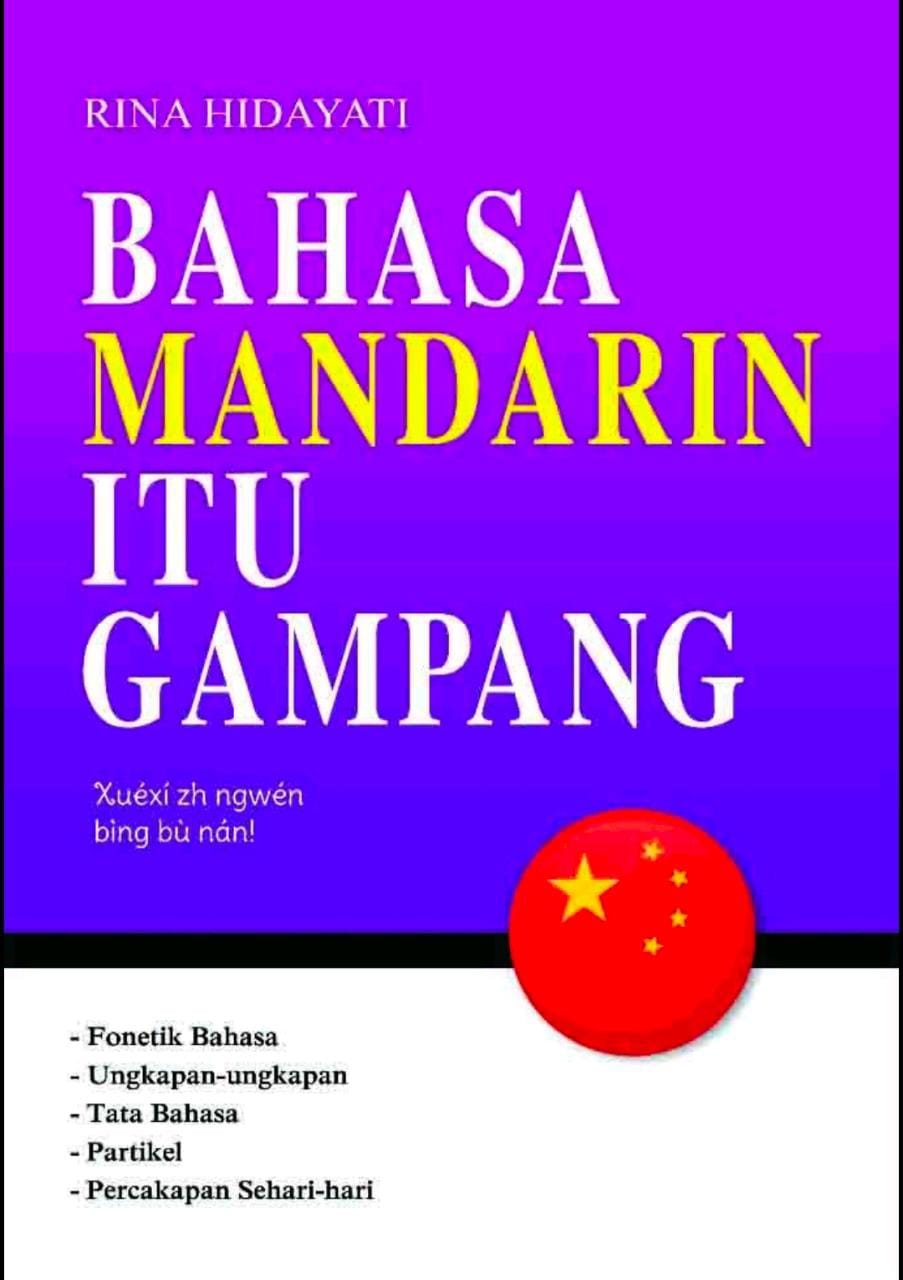 RINA HIDAYATI
BAHASA
MANDARIN
ITU
GAMPANG
Xuéxí zh ngwén
bìng bù nán!
- Fonetik Bahasa
- Ungkapan-ungkapan
- Tata Bahasa
- Partikel
- Percakapan Sehari-hari